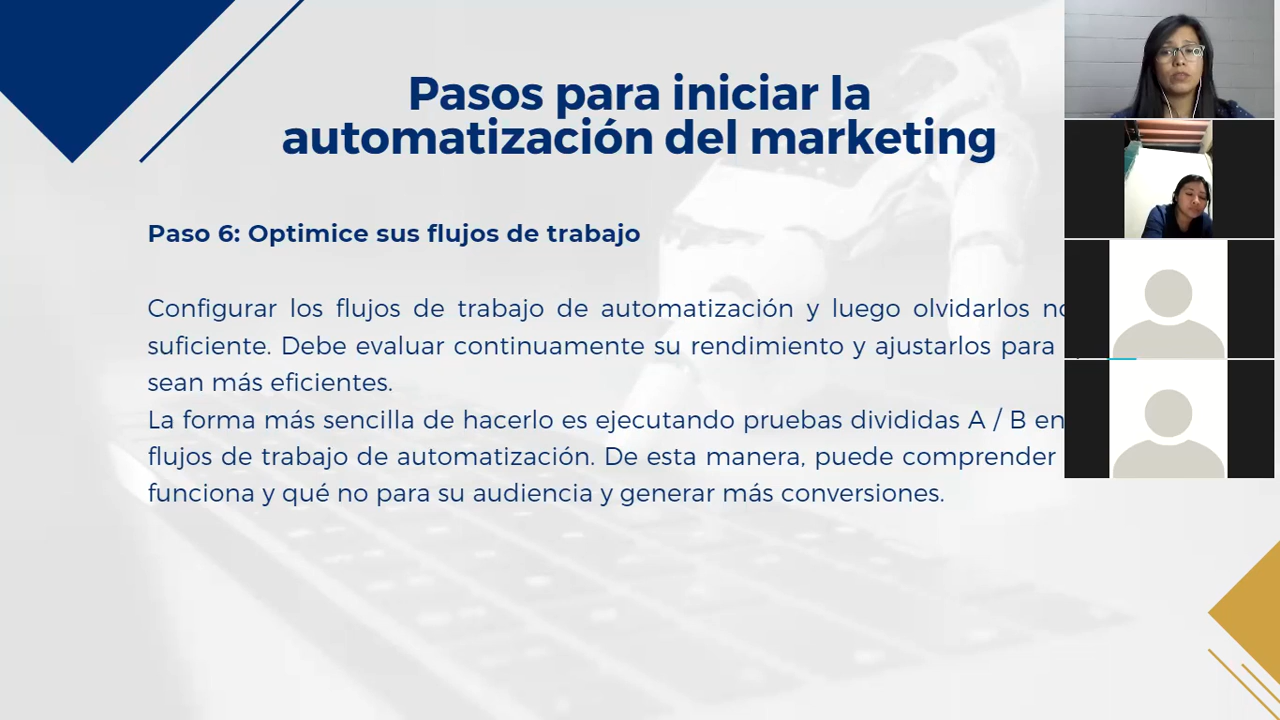 Pasos para iniciar la
automatización del marketing
Paso 6: Optimice sus flujos de trabajo
Configurar los flujos de trabajo de automatización y luego olvidarlos
suficiente. Debe evaluar continuamente su rendimiento y ajustarlos para
sean más eficientes.
La forma más sencilla de hacerlo es ejecutando pruebas divididas A / B en
flujos de trabajo de automatización. De esta manera, puede comprender
funciona y qué no para su audiencia y generar más conversiones.